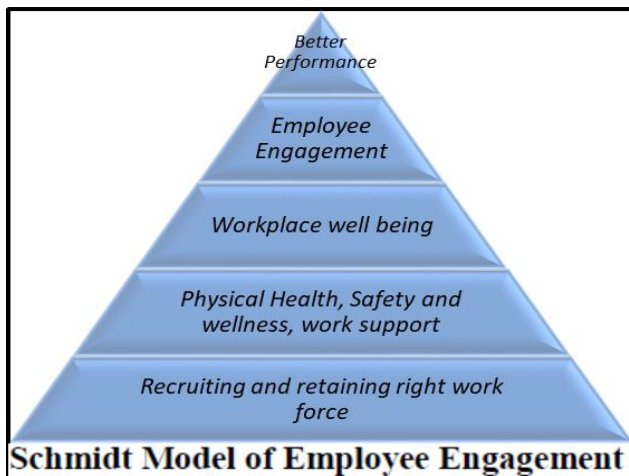 Better
Performance
Employee
Engagement
Workplace well being
Physical Health, Safety and
wellness, work support
Recruiting and retaining right work
force
Schmidt Model of Employee Engagement